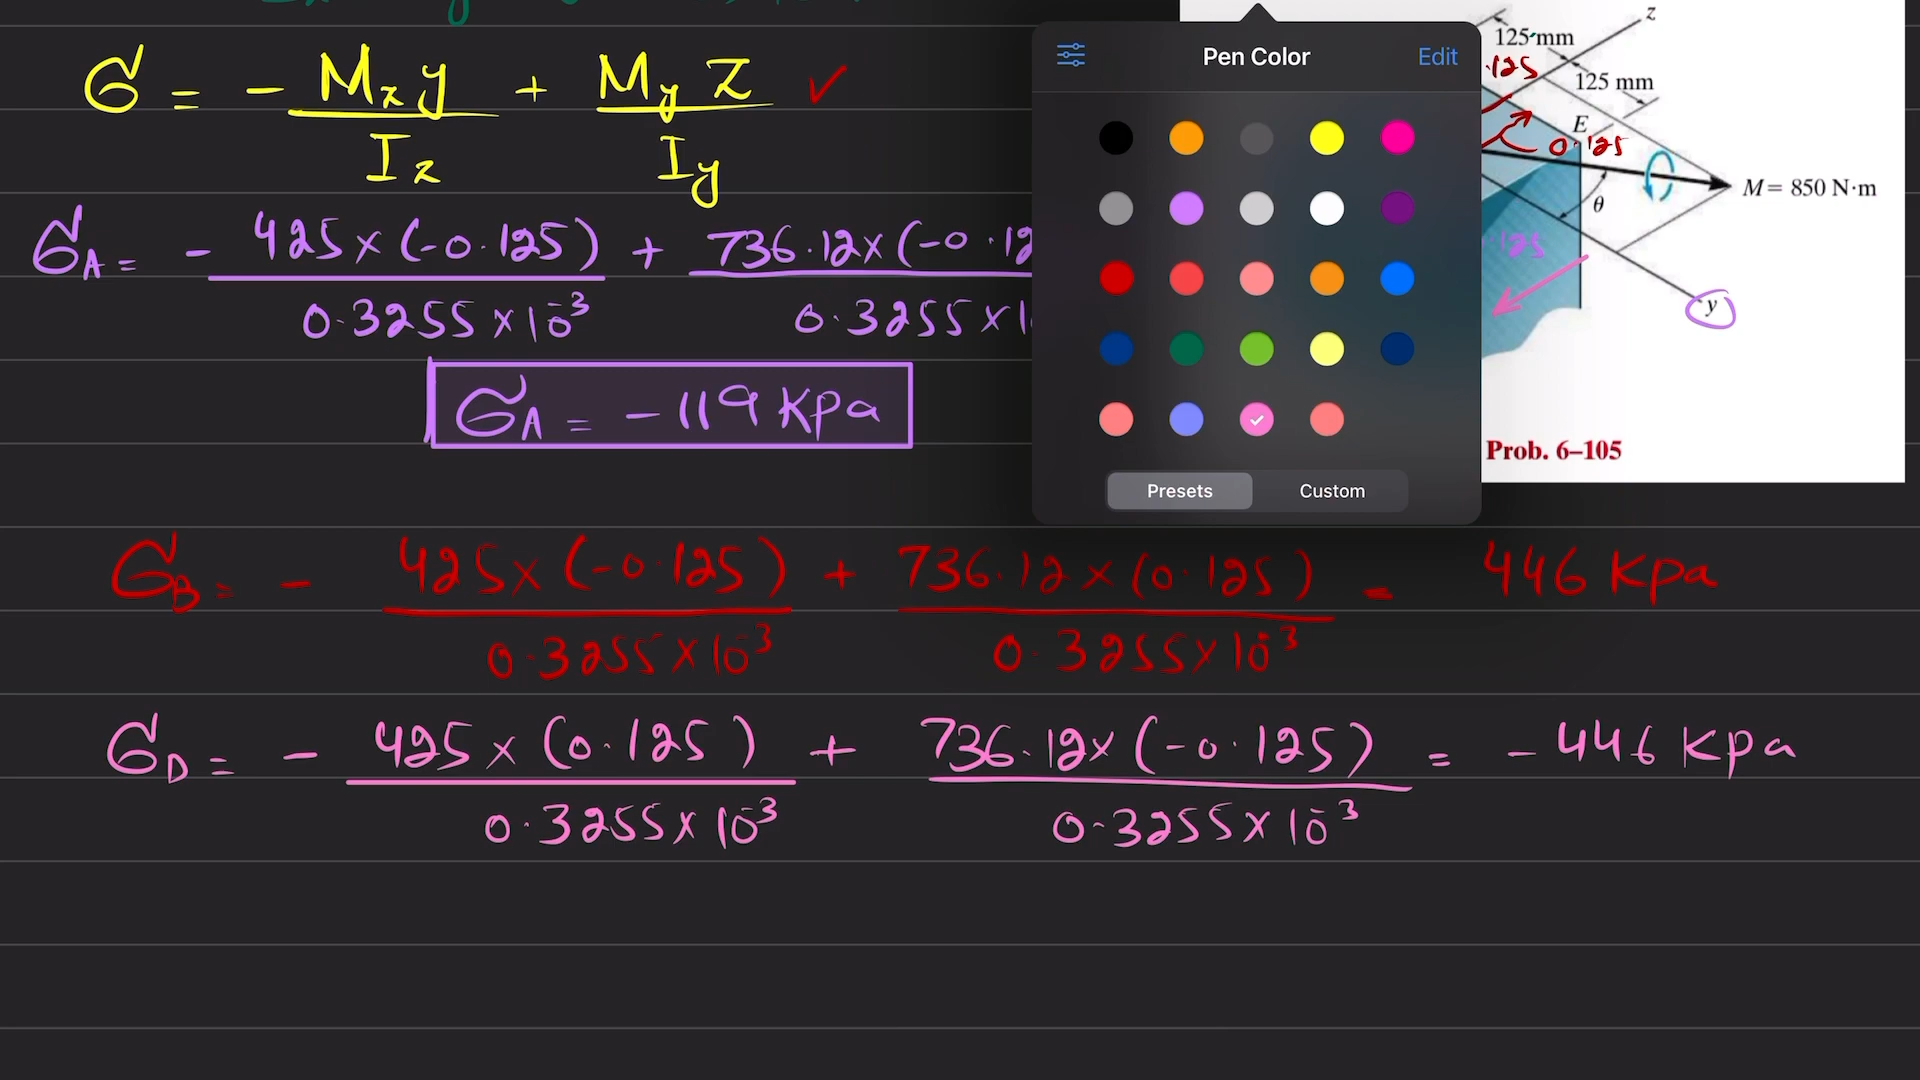 σ = - Mz y / Iz + My z / Iy ✓
σA = - 425 × (-0.125) / 0.3255 × 10⁻³ + 736.12 × (-0.12 / 0.3255 × 1
σA = - 119 Kpa
σB = - 425 × (-0.125) / 0.3255 × 10⁻³ + 736.12 × (0.125) / 0.3255 × 10⁻³ = 446 Kpa
σD = - 425 × (0.125) / 0.3255 × 10⁻³ + 736.12 × (-0.125) / 0.3255 × 10⁻³ = - 446 Kpa
Pen Color
Edit
Presets
Custom
z
125 mm
.125
125 mm
E
0.125
M = 850 N·m
θ
.125
y
Prob. 6–105